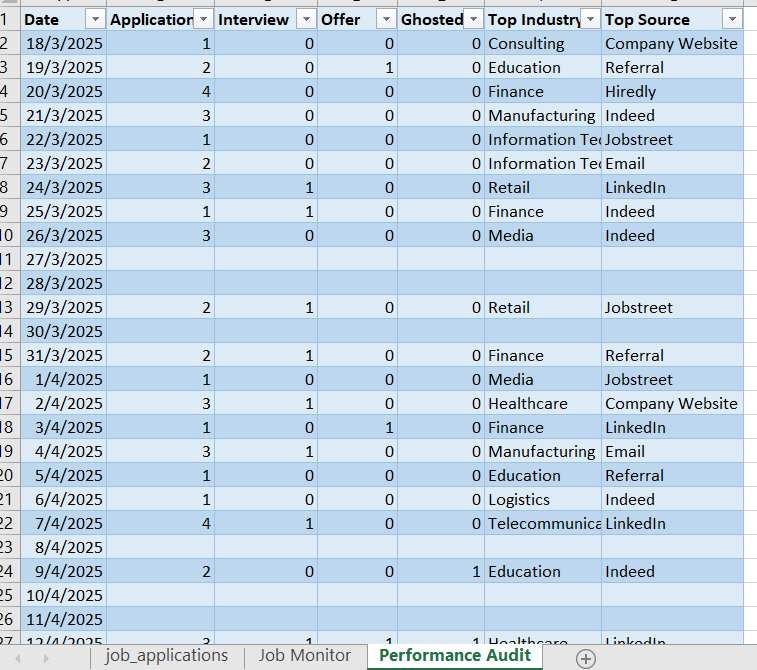 1 Date Application Interview Offer Ghosted Top Industry Top Source
2 18/3/2025 1 0 0 0 Consulting Company Website
3 19/3/2025 2 0 1 0 Education Referral
4 20/3/2025 4 0 0 0 Finance Hiredly
5 21/3/2025 3 0 0 0 Manufacturing Indeed
6 22/3/2025 1 0 0 0 Information Tec Jobstreet
7 23/3/2025 2 0 0 0 Information Tec Email
8 24/3/2025 3 1 0 0 Retail LinkedIn
9 25/3/2025 1 1 0 0 Finance Indeed
10 26/3/2025 3 0 0 0 Media Indeed
11 27/3/2025
12 28/3/2025
13 29/3/2025 2 1 0 0 Retail Jobstreet
14 30/3/2025
15 31/3/2025 2 1 0 0 Finance Referral
16 1/4/2025 1 0 0 0 Media Jobstreet
17 2/4/2025 3 1 0 0 Healthcare Company Website
18 3/4/2025 1 0 1 0 Finance LinkedIn
19 4/4/2025 3 1 0 0 Manufacturing Email
20 5/4/2025 1 0 0 0 Education Referral
21 6/4/2025 1 0 0 0 Logistics Indeed
22 7/4/2025 4 1 0 0 Telecommunica LinkedIn
23 8/4/2025
24 9/4/2025 2 0 0 1 Education Indeed
25 10/4/2025
26 11/4/2025
27 12/4/2025 3 1 1 1 Healthcare LinkedIn
job_applications Job Monitor Performance Audit